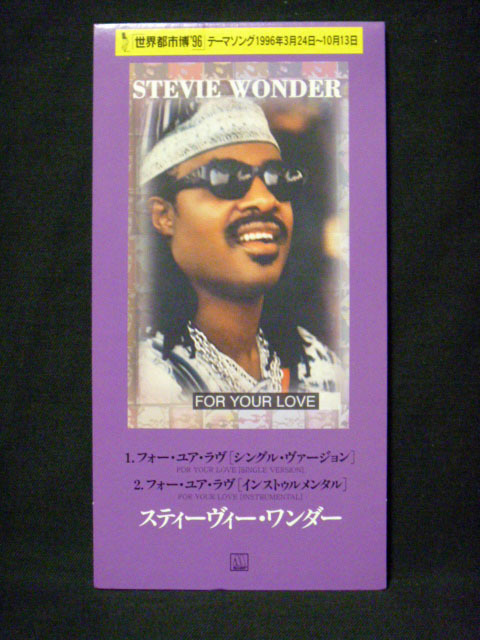 世界都市博'96 テーマソング1996年3月24日〜10月13日
STEVIE WONDER
FOR YOUR LOVE
1. フォー・ユア・ラヴ [シングル・ヴァージョン]
FOR YOUR LOVE [SINGLE VERSION]
2. フォー・ユア・ラヴ [インストゥルメンタル]
FOR YOUR LOVE [INSTRUMENTAL]
スティーヴィー・ワンダー